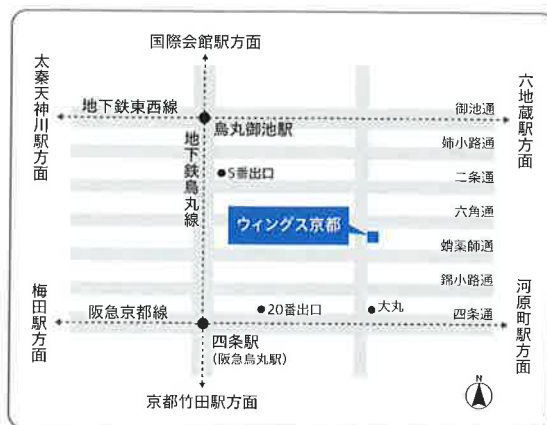 国際会館駅方面
太秦天神川駅方面
六地蔵駅方面
地下鉄東西線
御池通
烏丸御池駅
姉小路通
地下鉄烏丸線
5番出口
二条通
六角通
ウィングス京都
蛸薬師通
錦小路通
梅田駅方面
河原町駅方面
阪急京都線
20番出口
大丸
四条通
四条駅
(阪急烏丸駅)
京都竹田駅方面
N